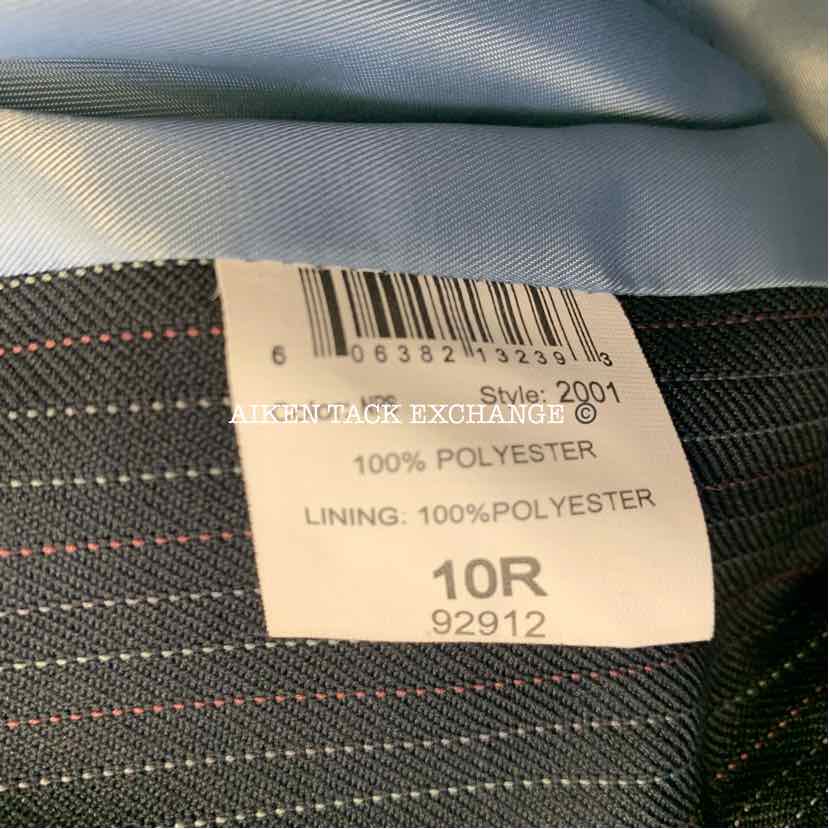 6 06382 13239 3
Style: 2001
AIKEN TACK EXCHANGE ©
100% POLYESTER
LINING: 100%POLYESTER
10R
92912